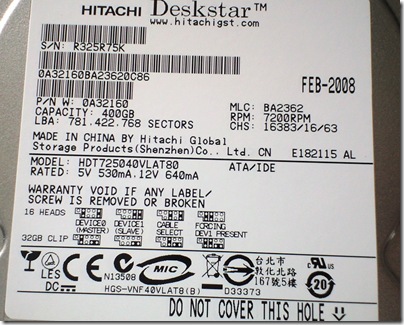 HITACHI Deskstar™
www.hitachigst.com
S/N: R325R75K
0A32160BA23620C86
FEB-2008
P/N W: 0A32160
MLC: BA2362
CAPACITY: 400GB
RPM: 7200RPM
LBA: 781.422.768 SECTORS
CHS: 16383/16/63
MADE IN CHINA BY Hitachi Global
Storage Products(Shenzhen)Co., Ltd. CN
E182115 AL
MODEL: HDT725040VLAT80
ATA/IDE
RATED: 5V 530mA.12V 640mA
WARRANTY VOID IF ANY LABEL/
SCREW IS REMOVED OR BROKEN
16 HEADS
DEVICE0 (MASTER)
DEVICE1 (SLAVE)
CABLE SELECT
FORCING DEV1 PRESENT
32GB CLIP
LES
DC
CE
N13508
MIC
D33373
台北市
敦化北路
167號5樓
20
HGS-VNF40VLAT8(B)
DO NOT COVER THIS HOLE